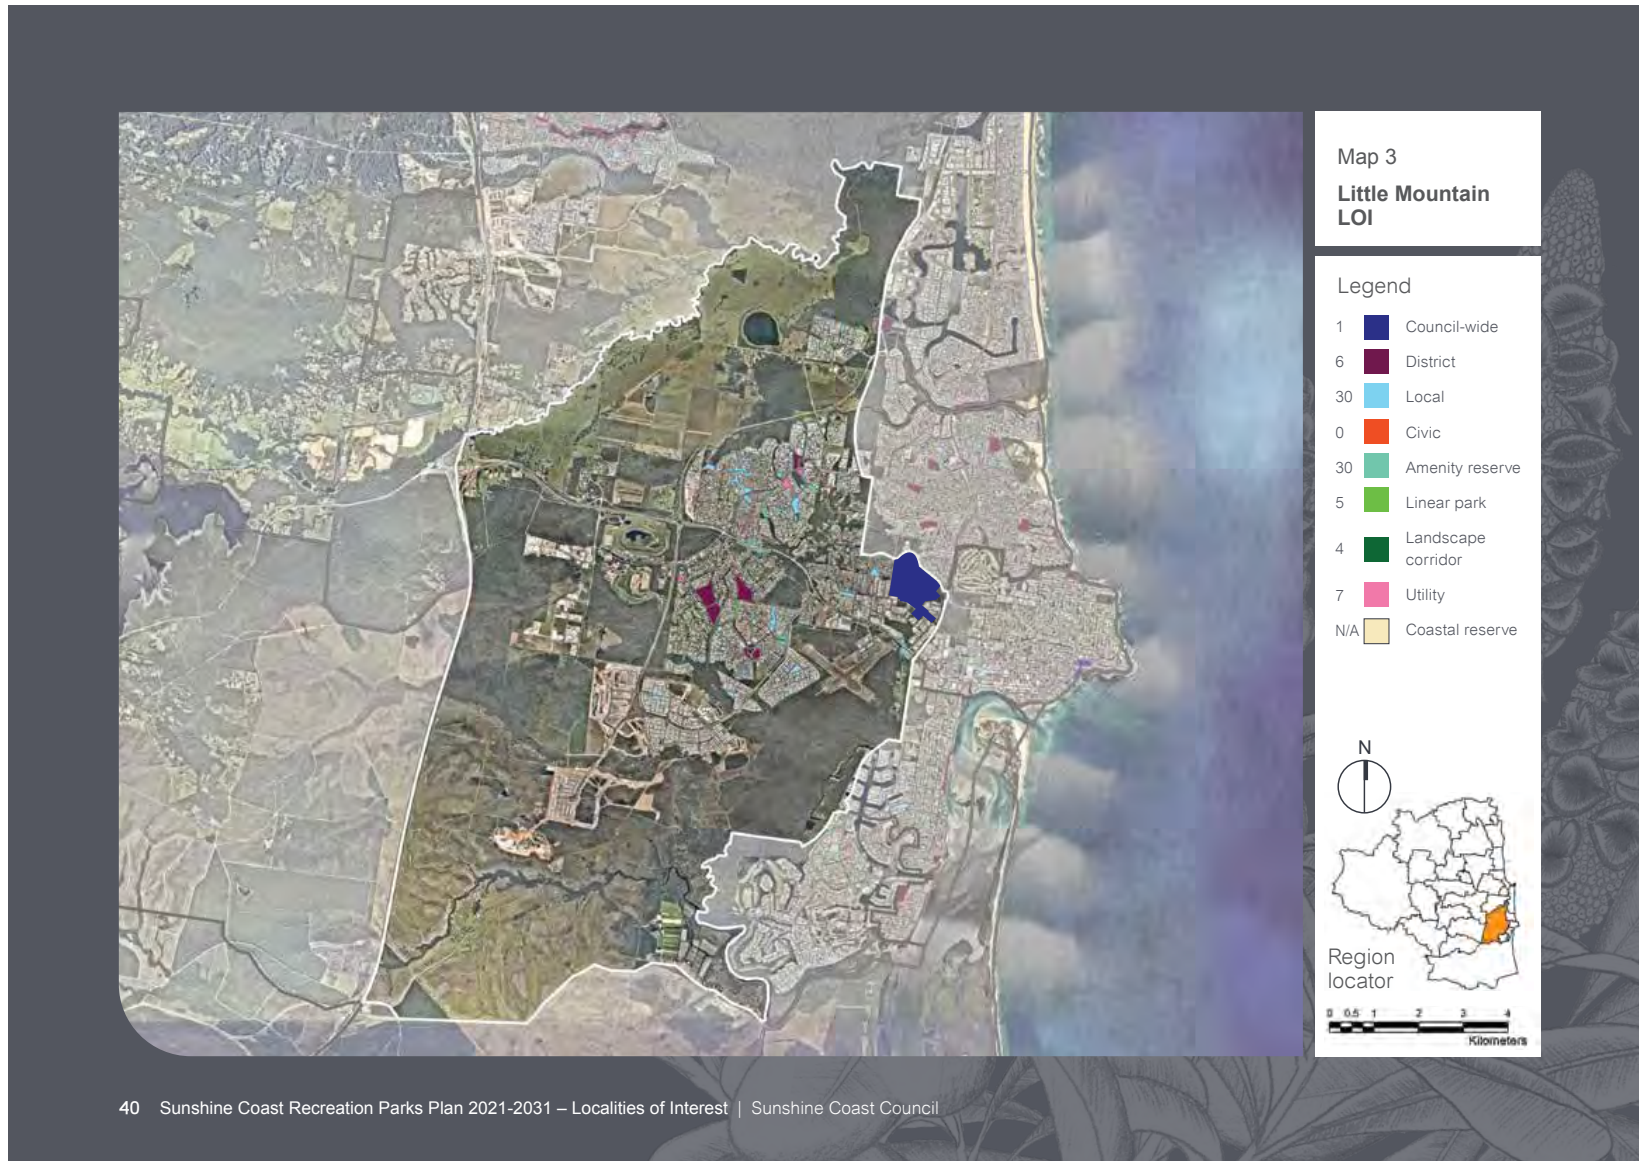 Map 3
Little Mountain
LOI
Legend
1 Council-wide
6 District
30 Local
0 Civic
30 Amenity reserve
5 Linear park
4 Landscape
corridor
7 Utility
N/A Coastal reserve
N
Region
locator
0 0.5 1 2 3 4
Kilometers
40 Sunshine Coast Recreation Parks Plan 2021-2031 – Localities of Interest | Sunshine Coast Council